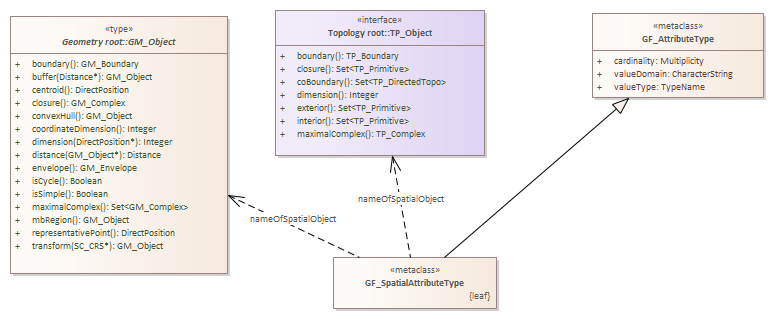 «type»
Geometry root::GM_Object
+ boundary(): GM_Boundary
+ buffer(Distance*): GM_Object
+ centroid(): DirectPosition
+ closure(): GM_Complex
+ convexHull(): GM_Object
+ coordinateDimension(): Integer
+ dimension(DirectPosition*): Integer
+ distance(GM_Object*): Distance
+ envelope(): GM_Envelope
+ isCycle(): Boolean
+ isSimple(): Boolean
+ maximalComplex(): Set<GM_Complex>
+ mbRegion(): GM_Object
+ representativePoint(): DirectPosition
+ transform(SC_CRS*): GM_Object
«interface»
Topology root::TP_Object
+ boundary(): TP_Boundary
+ closure(): Set<TP_Primitive>
+ coBoundary(): Set<TP_DirectedTopo>
+ dimension(): Integer
+ exterior(): Set<TP_Primitive>
+ interior(): Set<TP_Primitive>
+ maximalComplex(): TP_Complex
«metaclass»
GF_AttributeType
+ cardinality: Multiplicity
+ valueDomain: CharacterString
+ valueType: TypeName
nameOfSpatialObject
nameOfSpatialObject
«metaclass»
GF_SpatialAttributeType
{leaf}